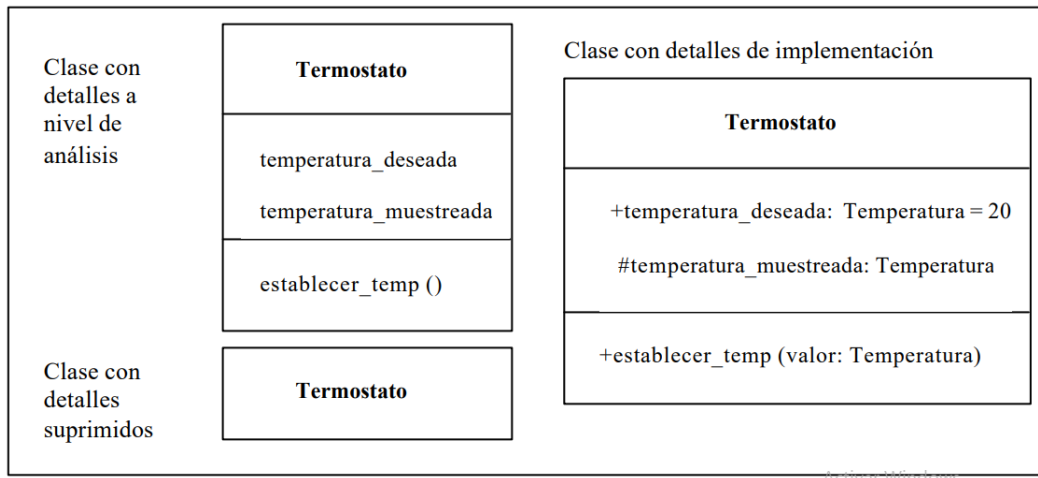 Clase con
detalles a
nivel de
análisis
Termostato
temperatura_deseada
temperatura_muestreada
establecer_temp ()
Clase con
detalles
suprimidos
Termostato
Clase con detalles de implementación
Termostato
+temperatura_deseada: Temperatura = 20
#temperatura_muestreada: Temperatura
+establecer_temp (valor: Temperatura)